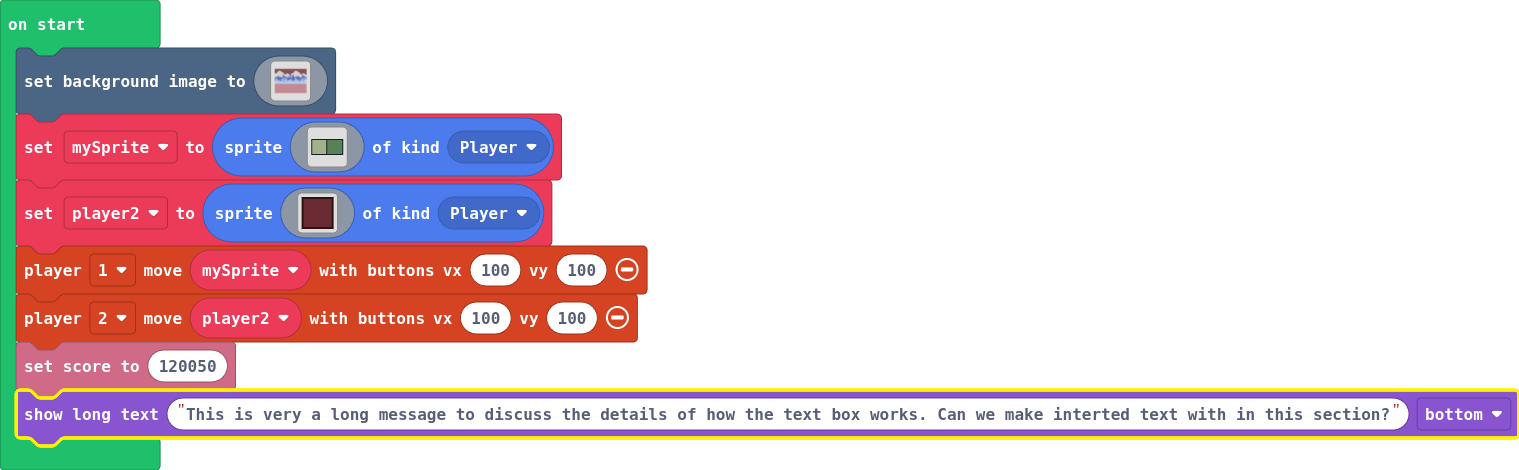 on start
set background image to
set mySprite to sprite of kind Player
set player2 to sprite of kind Player
player 1 move mySprite with buttons vx 100 vy 100
player 2 move player2 with buttons vx 100 vy 100
set score to 120050
show long text "This is very a long message to discuss the details of how the text box works. Can we make interted text with in this section?" bottom